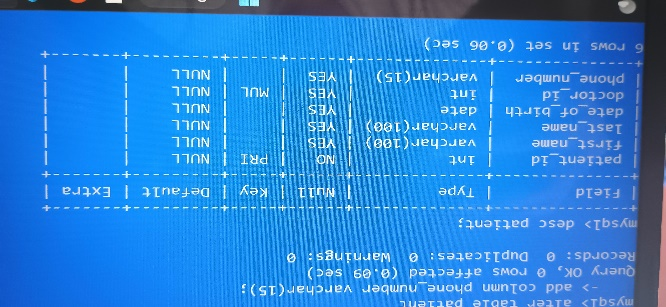 mysql> alter table patient
-> add column phone_number varchar(15);
Query OK, 0 rows affected (0.09 sec)
Records: 0 Duplicates: 0 Warnings: 0
mysql> desc patient;
+---------------+--------------+------+-----+---------+-------+
| Field | Type | Null | Key | Default | Extra |
+---------------+--------------+------+-----+---------+-------+
| patient_id | int | NO | PRI | NULL | |
| first_name | varchar(100) | YES | | NULL | |
| last_name | varchar(100) | YES | | NULL | |
| date_of_birth | date | YES | | NULL | |
| doctor_id | int | YES | MUL | NULL | |
| phone_number | varchar(15) | YES | | NULL | |
+---------------+--------------+------+-----+---------+-------+
6 rows in set (0.06 sec)